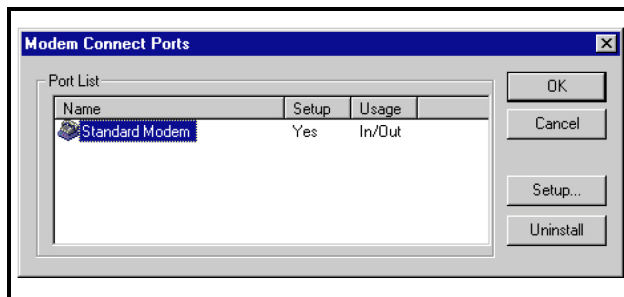 Modem Connect Ports
Port List
Name Setup Usage
Standard Modem Yes In/Out
OK
Cancel
Setup...
Uninstall